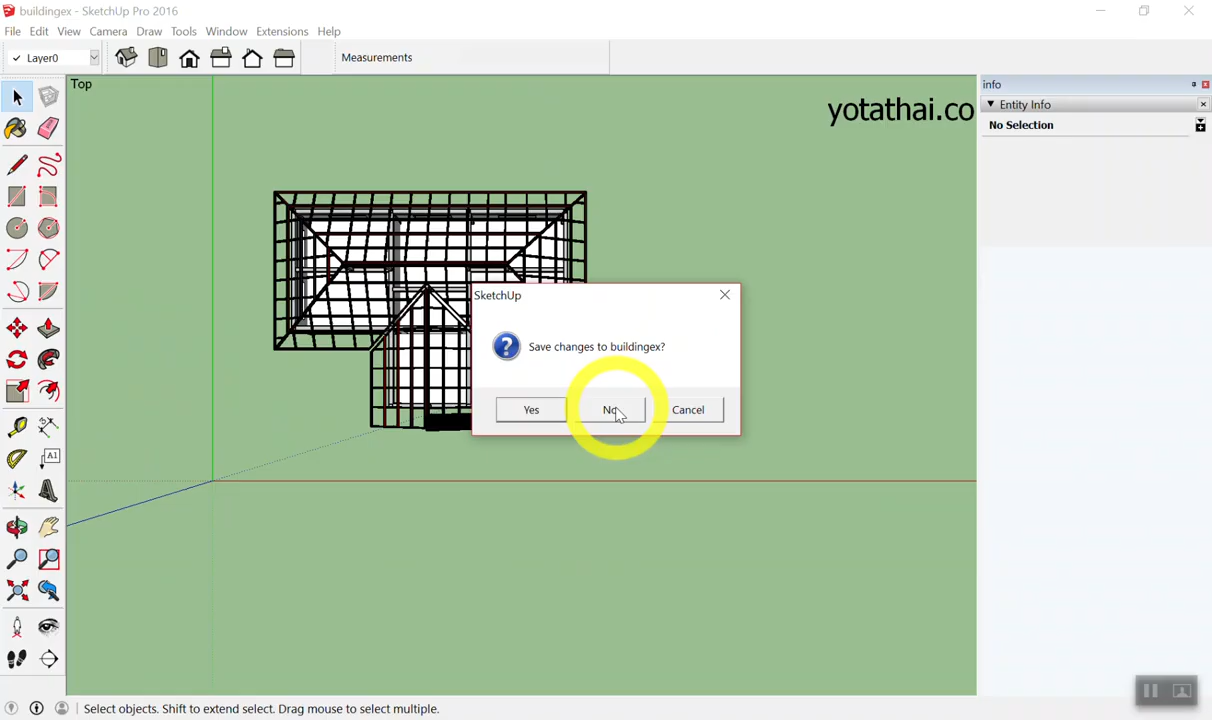 buildingex - SketchUp Pro 2016
File Edit View Camera Draw Tools Window Extensions Help
Layer0
Measurements
Top
yotathai.co
info
Entity Info
No Selection
SketchUp
Save changes to buildingex?
Yes
No
Cancel
A1
Select objects. Shift to extend select. Drag mouse to select multiple.